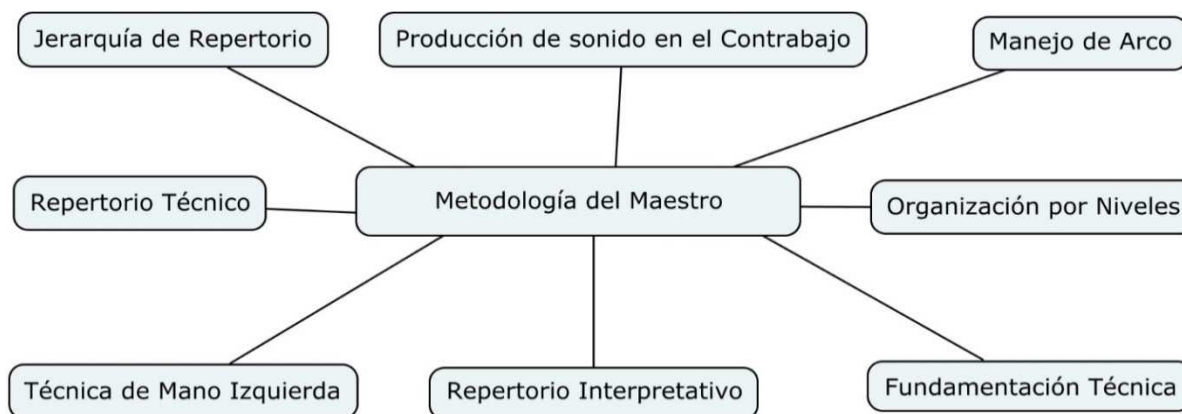 Jerarquía de Repertorio
Producción de sonido en el Contrabajo
Manejo de Arco
Repertorio Técnico
Metodología del Maestro
Organización por Niveles
Técnica de Mano Izquierda
Repertorio Interpretativo
Fundamentación Técnica